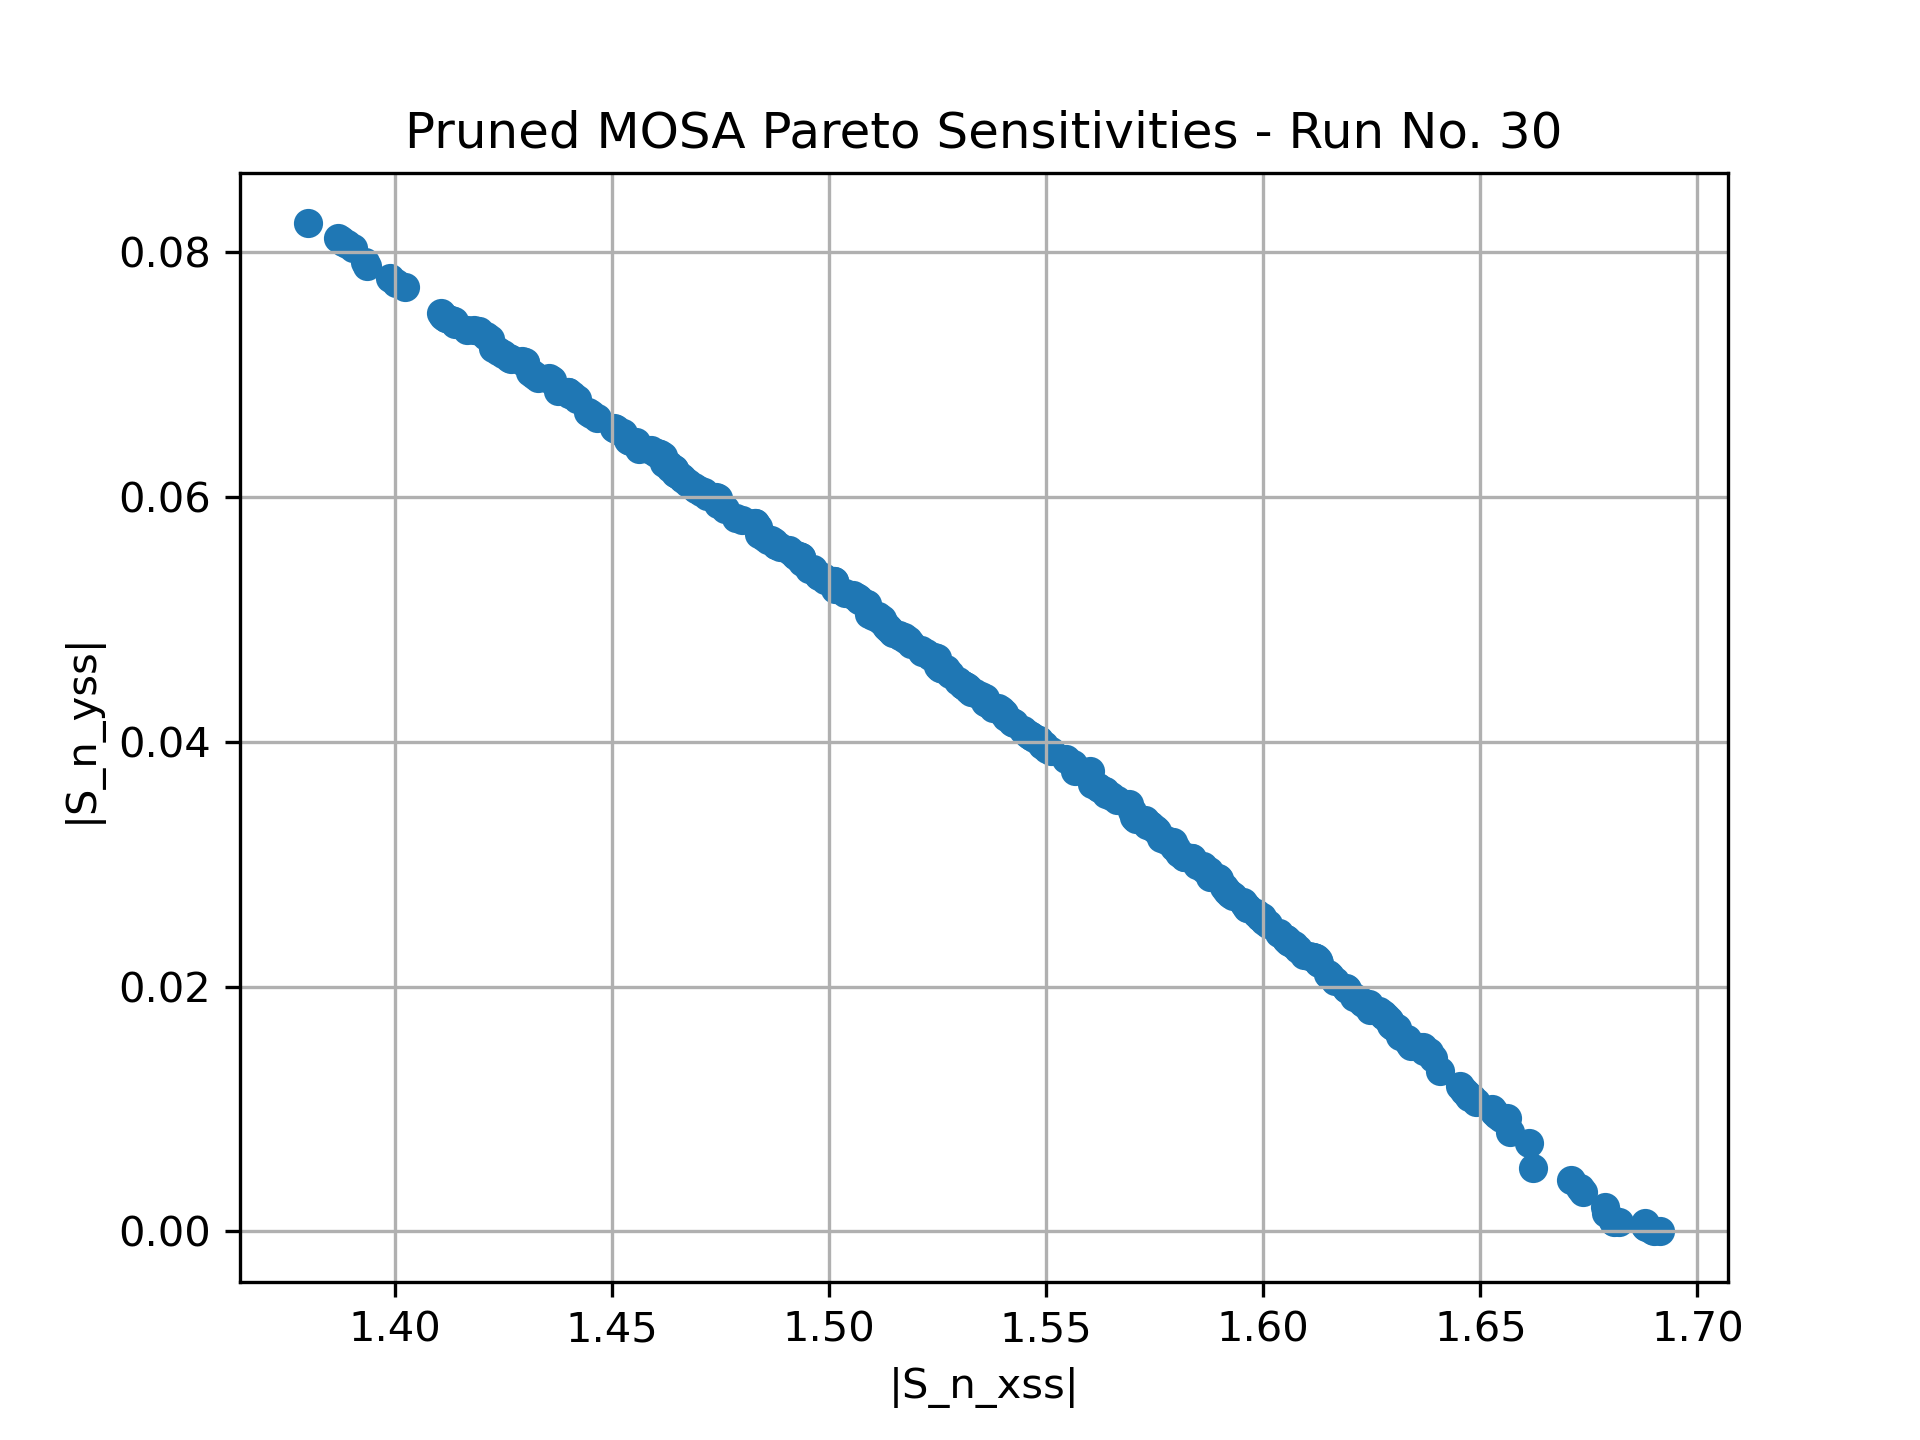 Pruned MOSA Pareto Sensitivities - Run No. 30
|S_n_yss|
0.08
0.06
0.04
0.02
0.00
1.40 1.45 1.50 1.55 1.60 1.65 1.70
|S_n_xss|